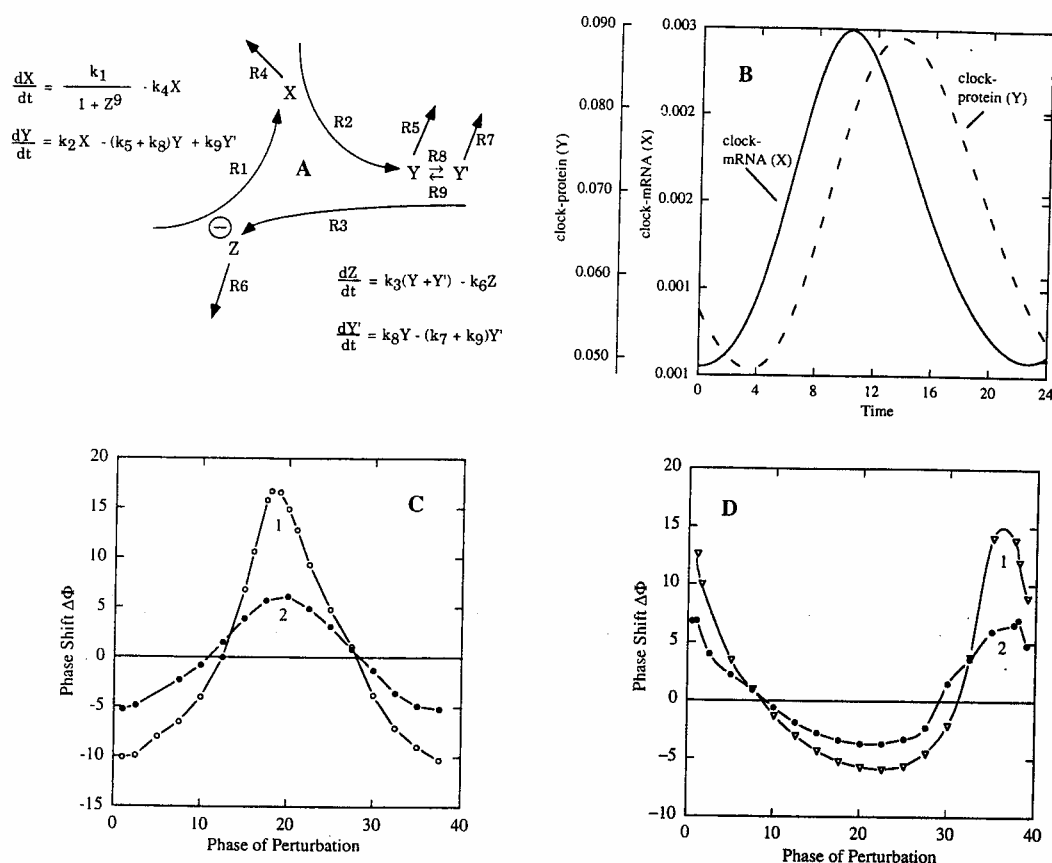 dX/dt = k1/(1 + Z^9) - k4X
dY/dt = k2X - (k5 + k8)Y + k9Y'
R4
X
R2
R5
R7
R1
A
Y
R8
⇌
R9
Y'
R3
−
Z
R6
dZ/dt = k3(Y +Y') - k6Z
dY'/dt = k8Y - (k7 + k9)Y'
B
0.090
0.080
0.070
0.060
0.050
clock-protein (Y)
0.003
0.002
0.002
0.001
0.001
clock-mRNA (X)
clock-
mRNA (X)
clock-
protein (Y)
0
4
8
12
16
20
24
Time
C
20
15
10
5
0
-5
-10
-15
Phase Shift ΔΦ
1
2
0
10
20
30
40
Phase of Perturbation
D
20
15
10
5
0
−5
−10
Phase Shift ΔΦ
1
2
0
10
20
30
40
Phase of Perturbation